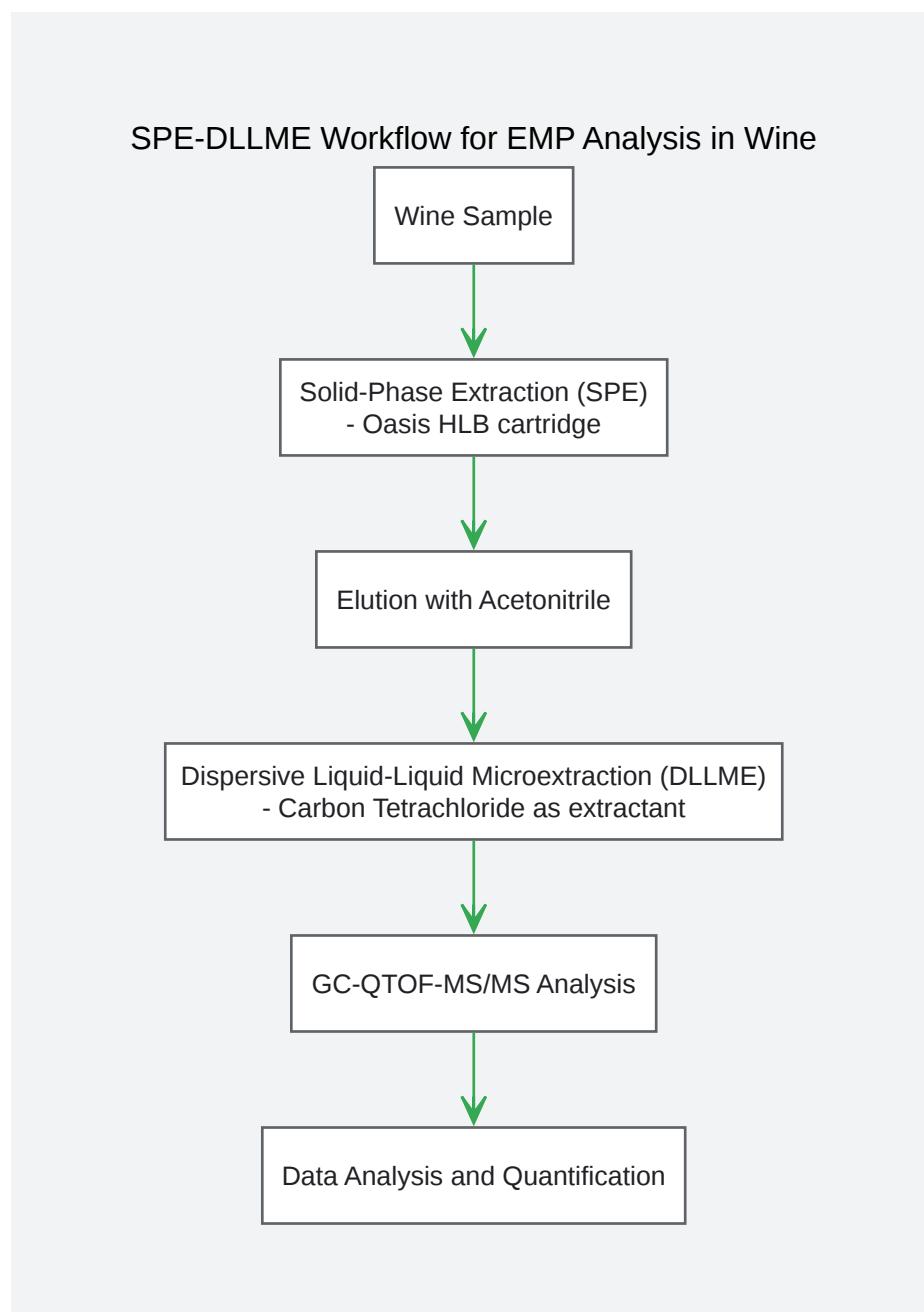 SPE-DLLME Workflow for EMP Analysis in Wine
Wine Sample
Solid-Phase Extraction (SPE)
- Oasis HLB cartridge
Elution with Acetonitrile
Dispersive Liquid-Liquid Microextraction (DLLME)
- Carbon Tetrachloride as extractant
GC-QTOF-MS/MS Analysis
Data Analysis and Quantification